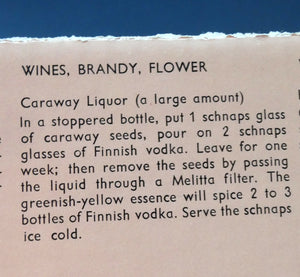 WINES, BRANDY, FLOWER
Caraway Liquor (a large amount)
In a stoppered bottle, put 1 schnaps glass
of caraway seeds, pour on 2 schnaps
glasses of Finnish vodka. Leave for one
week; then remove the seeds by passing
the liquid through a Melitta filter. The
greenish-yellow essence will spice 2 to 3
bottles of Finnish vodka. Serve the schnaps
ice cold.